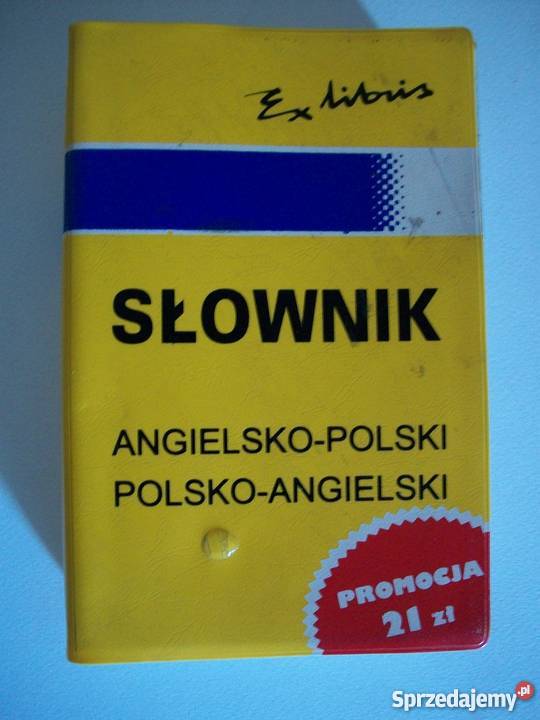 Ex libris
SŁOWNIK
ANGIELSKO-POLSKI
POLSKO-ANGIELSKI
PROMOCJA
21 zł
Sprzedajemy.pl